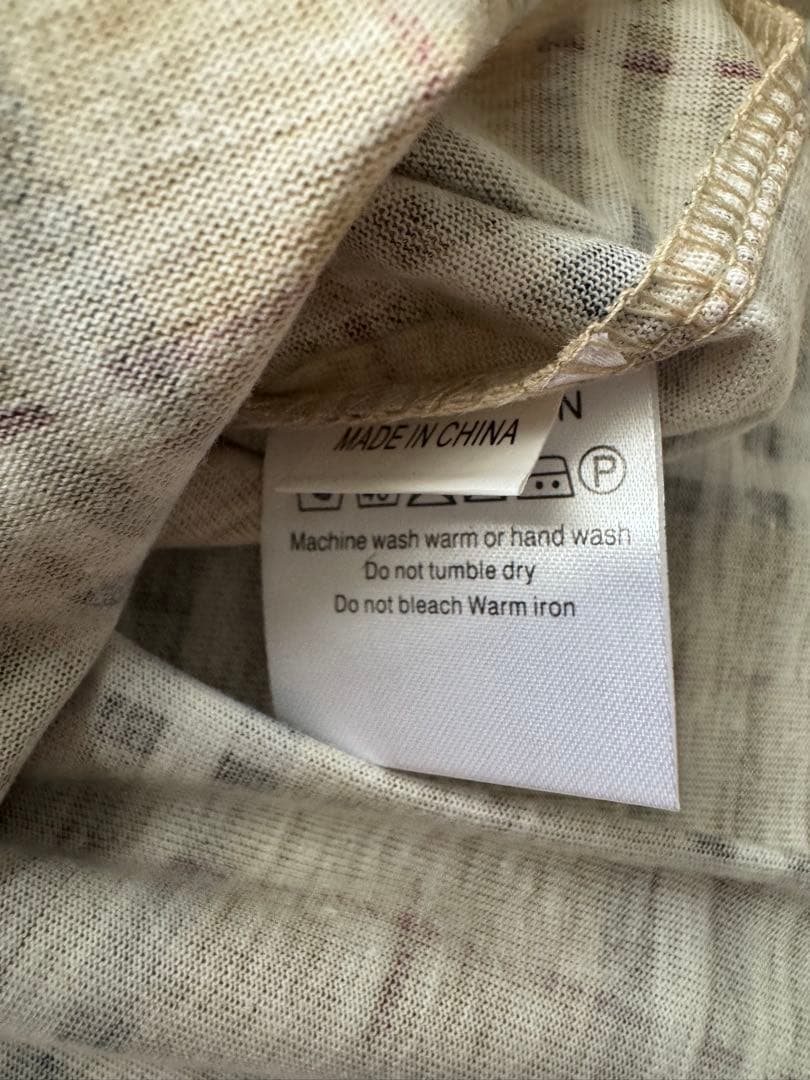 N
MADE IN CHINA
P
Machine wash warm or hand wash
Do not tumble dry
Do not bleach Warm iron